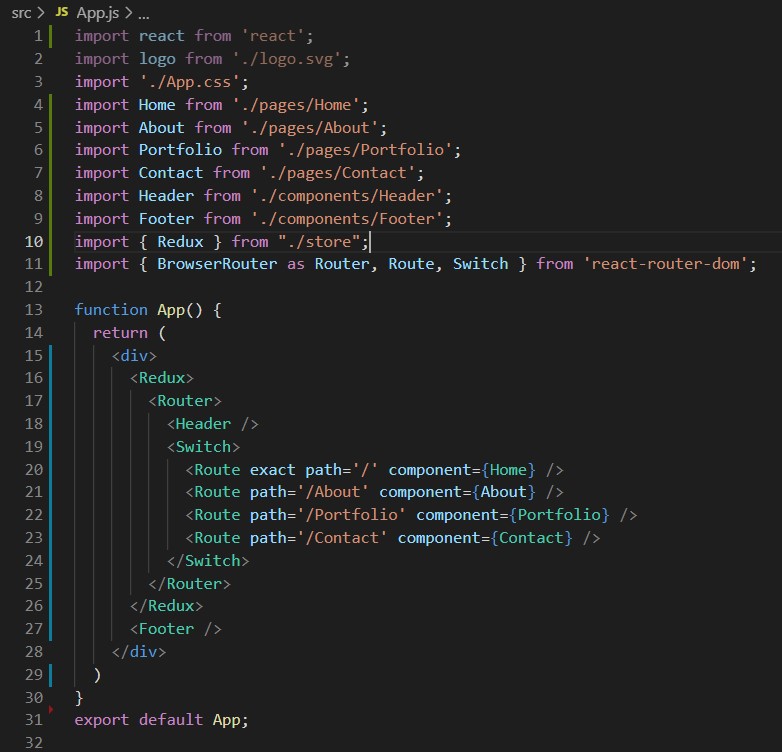 src > JS App.js > ...
1 import react from 'react';
2 import logo from './logo.svg';
3 import './App.css';
4 import Home from './pages/Home';
5 import About from './pages/About';
6 import Portfolio from './pages/Portfolio';
7 import Contact from './pages/Contact';
8 import Header from './components/Header';
9 import Footer from './components/Footer';
10 import { Redux } from "./store";
11 import { BrowserRouter as Router, Route, Switch } from 'react-router-dom';
12
13 function App() {
14   return (
15     <div>
16       <Redux>
17         <Router>
18           <Header />
19           <Switch>
20             <Route exact path='/' component={Home} />
21             <Route path='/About' component={About} />
22             <Route path='/Portfolio' component={Portfolio} />
23             <Route path='/Contact' component={Contact} />
24           </Switch>
25         </Router>
26       </Redux>
27       <Footer />
28     </div>
29   )
30 }
31 export default App;
32